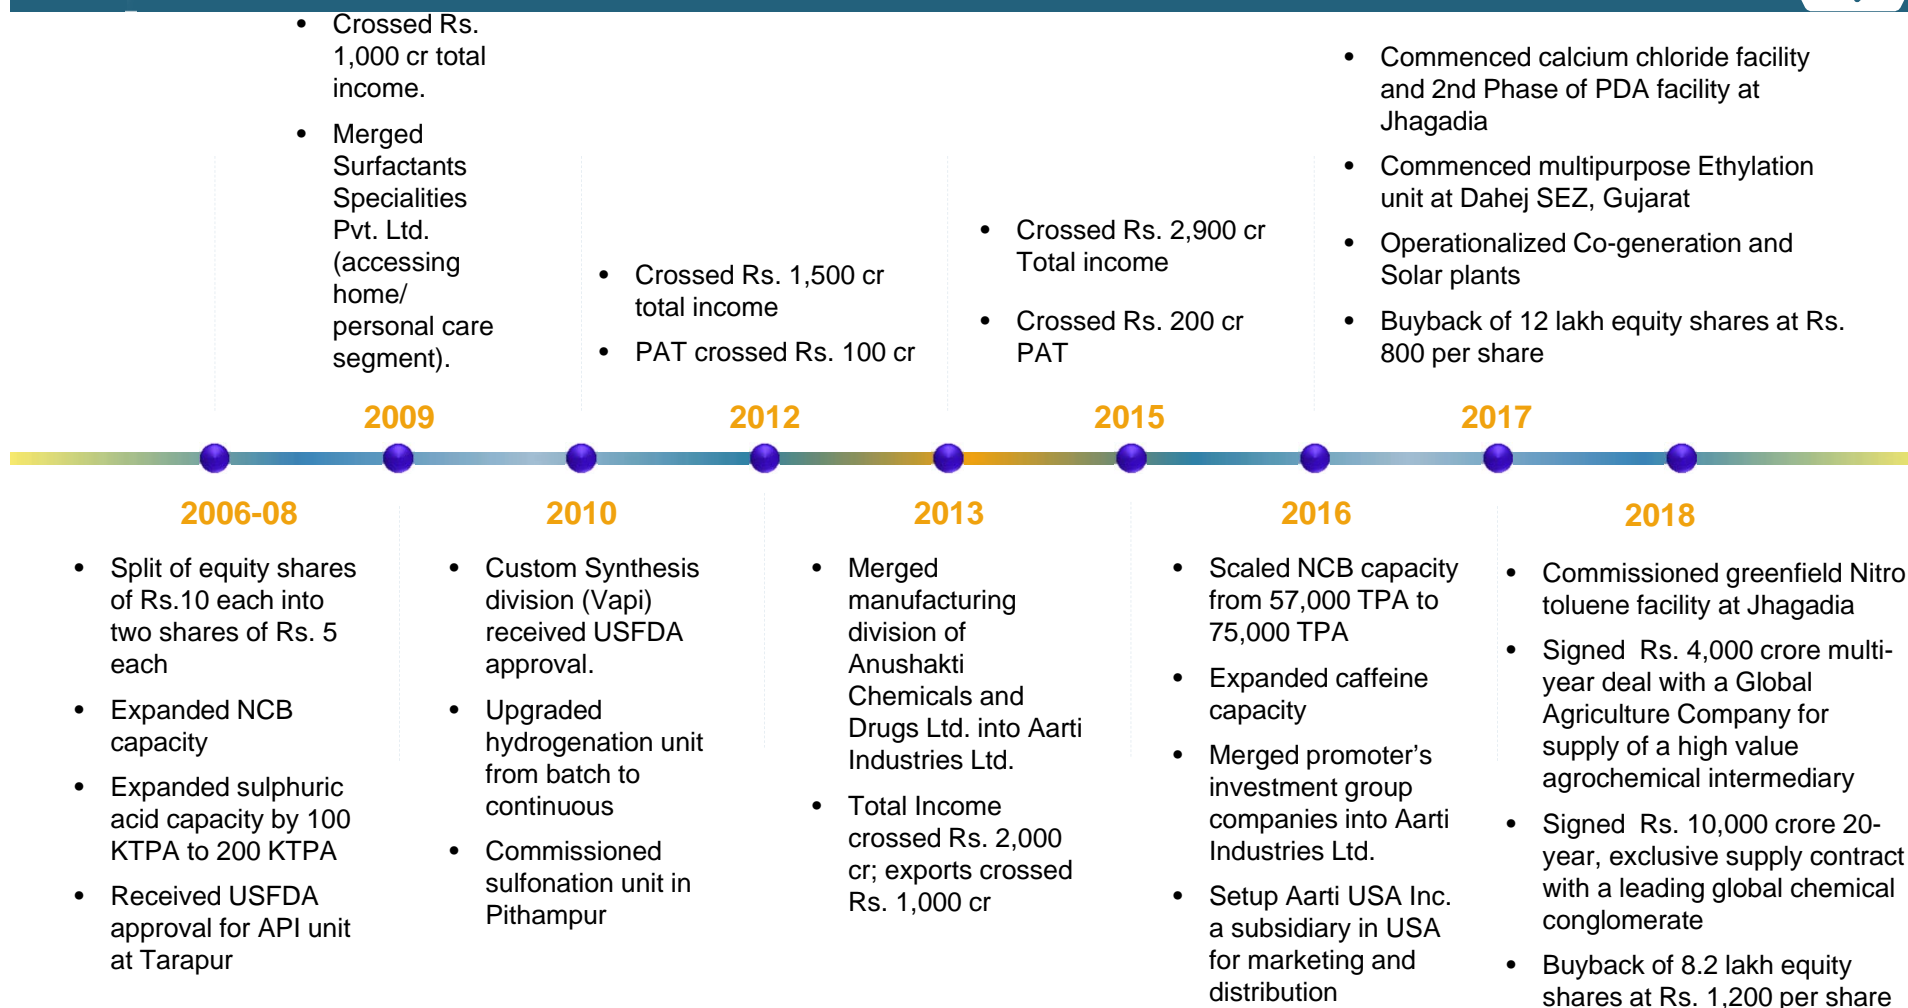 • Crossed Rs.
1,000 cr total
income.
• Merged
Surfactants
Specialities
Pvt. Ltd.
(accessing
home/
personal care
segment).
2009
• Crossed Rs. 1,500 cr
total income
• PAT crossed Rs. 100 cr
2012
• Crossed Rs. 2,900 cr
Total income
• Crossed Rs. 200 cr
PAT
2015
• Commenced calcium chloride facility
and 2nd Phase of PDA facility at
Jhagadia
• Commenced multipurpose Ethylation
unit at Dahej SEZ, Gujarat
• Operationalized Co-generation and
Solar plants
• Buyback of 12 lakh equity shares at Rs.
800 per share
2017
2006-08
• Split of equity shares
of Rs.10 each into
two shares of Rs. 5
each
• Expanded NCB
capacity
• Expanded sulphuric
acid capacity by 100
KTPA to 200 KTPA
• Received USFDA
approval for API unit
at Tarapur
2010
• Custom Synthesis
division (Vapi)
received USFDA
approval.
• Upgraded
hydrogenation unit
from batch to
continuous
• Commissioned
sulfonation unit in
Pithampur
2013
• Merged
manufacturing
division of
Anushakti
Chemicals and
Drugs Ltd. into Aarti
Industries Ltd.
• Total Income
crossed Rs. 2,000
cr; exports crossed
Rs. 1,000 cr
2016
• Scaled NCB capacity
from 57,000 TPA to
75,000 TPA
• Expanded caffeine
capacity
• Merged promoter’s
investment group
companies into Aarti
Industries Ltd.
• Setup Aarti USA Inc.
a subsidiary in USA
for marketing and
distribution
2018
• Commissioned greenfield Nitro
toluene facility at Jhagadia
• Signed Rs. 4,000 crore multi-
year deal with a Global
Agriculture Company for
supply of a high value
agrochemical intermediary
• Signed Rs. 10,000 crore 20-
year, exclusive supply contract
with a leading global chemical
conglomerate
• Buyback of 8.2 lakh equity
shares at Rs. 1,200 per share